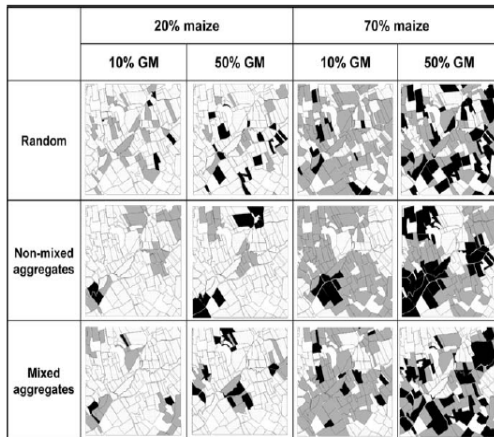 20% maize
70% maize
10% GM
50% GM
10% GM
50% GM
Random
Non-mixed
aggregates
Mixed
aggregates